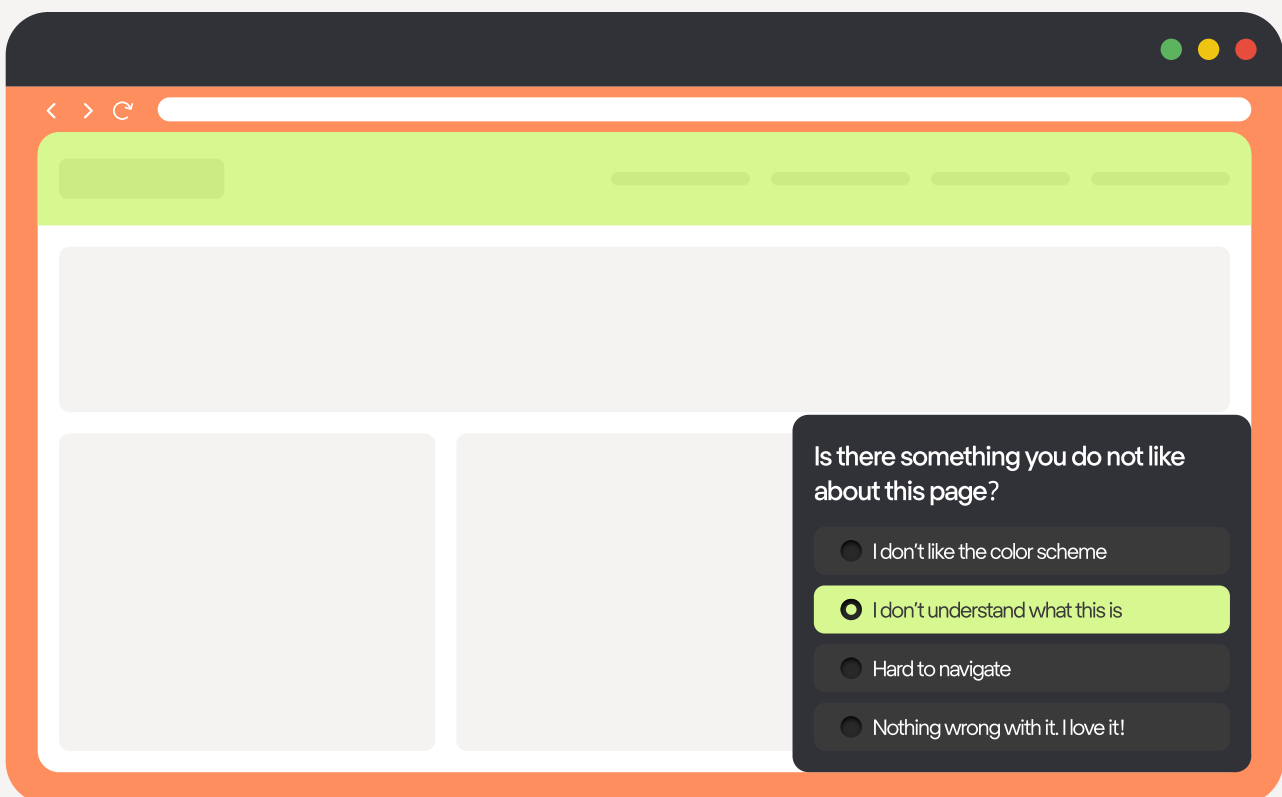 Is there something you do not like
about this page?
I don't like the color scheme
I don't understand what this is
Hard to navigate
Nothing wrong with it. I love it!